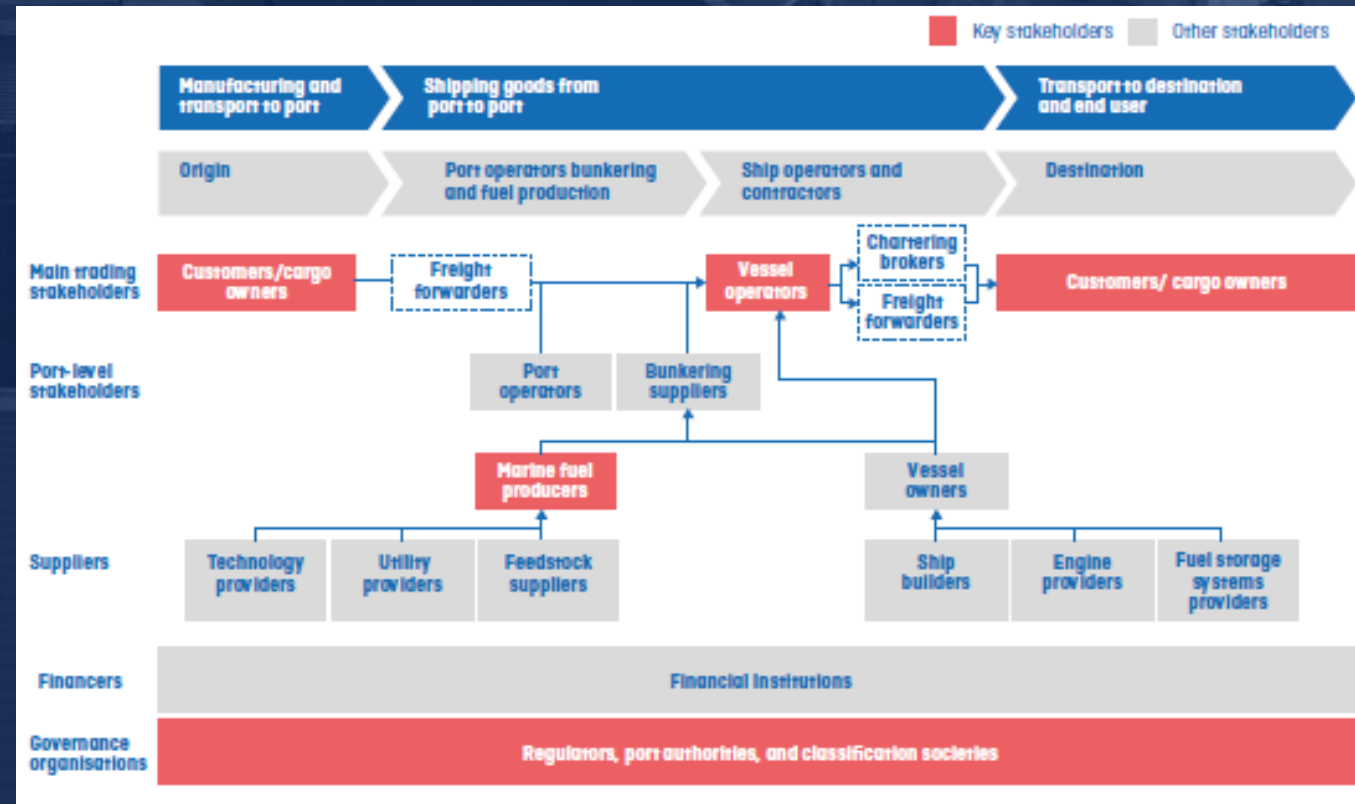 Key stakeholders
Other stakeholders
Manufacturing and
transport to port
Shipping goods from
port to port
Transport to destination
and end user
Origin
Port operators bunkering
and fuel production
Ship operators and
contractors
Destination
Main trading
stakeholders
Customers/cargo
owners
Freight
forwarders
Vessel
operators
Chartering
brokers
Freight
forwarders
Customers/ cargo owners
Port-level
stakeholders
Port
operators
Bunkering
suppliers
Marine fuel
producers
Vessel
owners
Suppliers
Technology
providers
Utility
providers
Feedstock
suppliers
Ship
builders
Engine
providers
Fuel storage
systems
providers
Financers
Financial Institutions
Governance
organisations
Regulators, port authorities, and classification societies